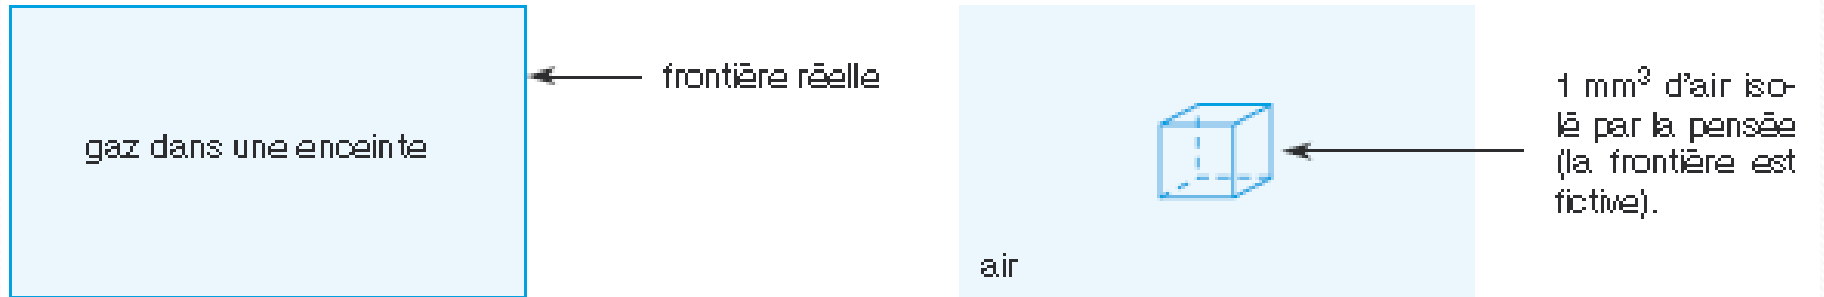 frontière réelle
gaz dans une enceinte
1 mm³ d'air iso-
lé par la pensée
(la frontière est
fictive).
air